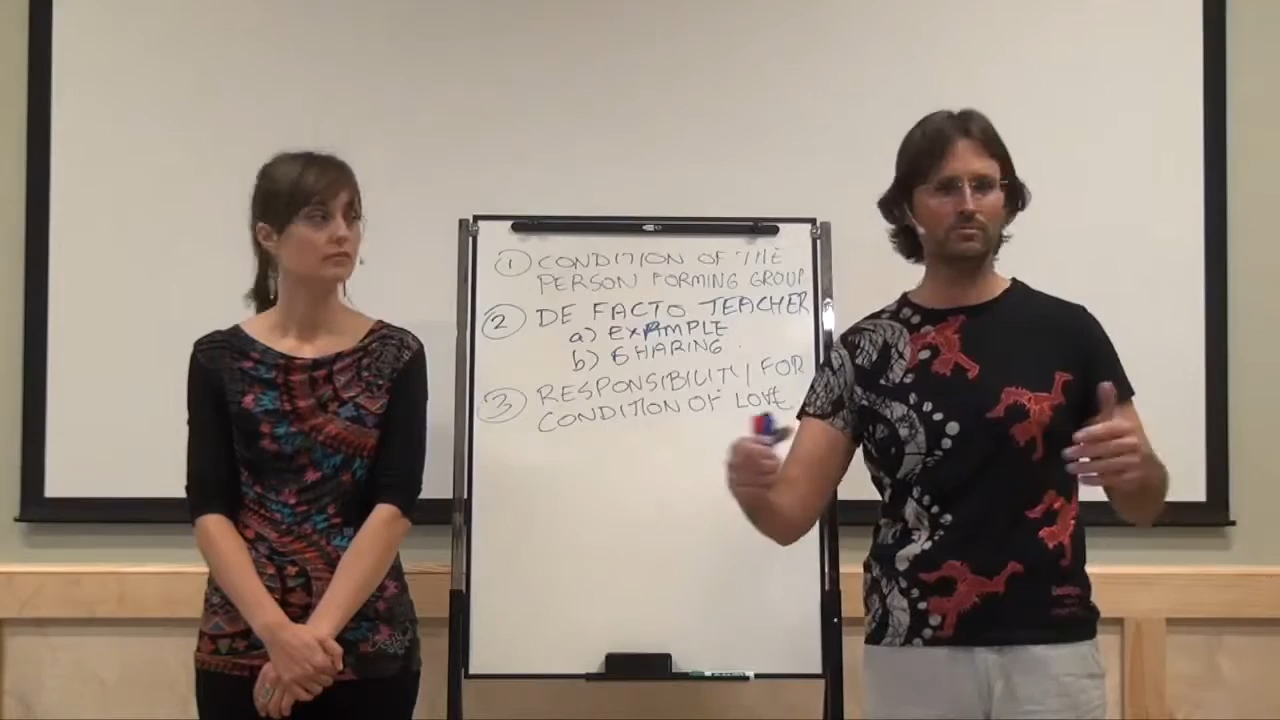 ① CONDITION OF THE
PERSON FORMING GROUP
② DE FACTO TEACHER
a) EXAMPLE
b) SHARING
③ RESPONSIBILITY FOR
CONDITION OF LOVE